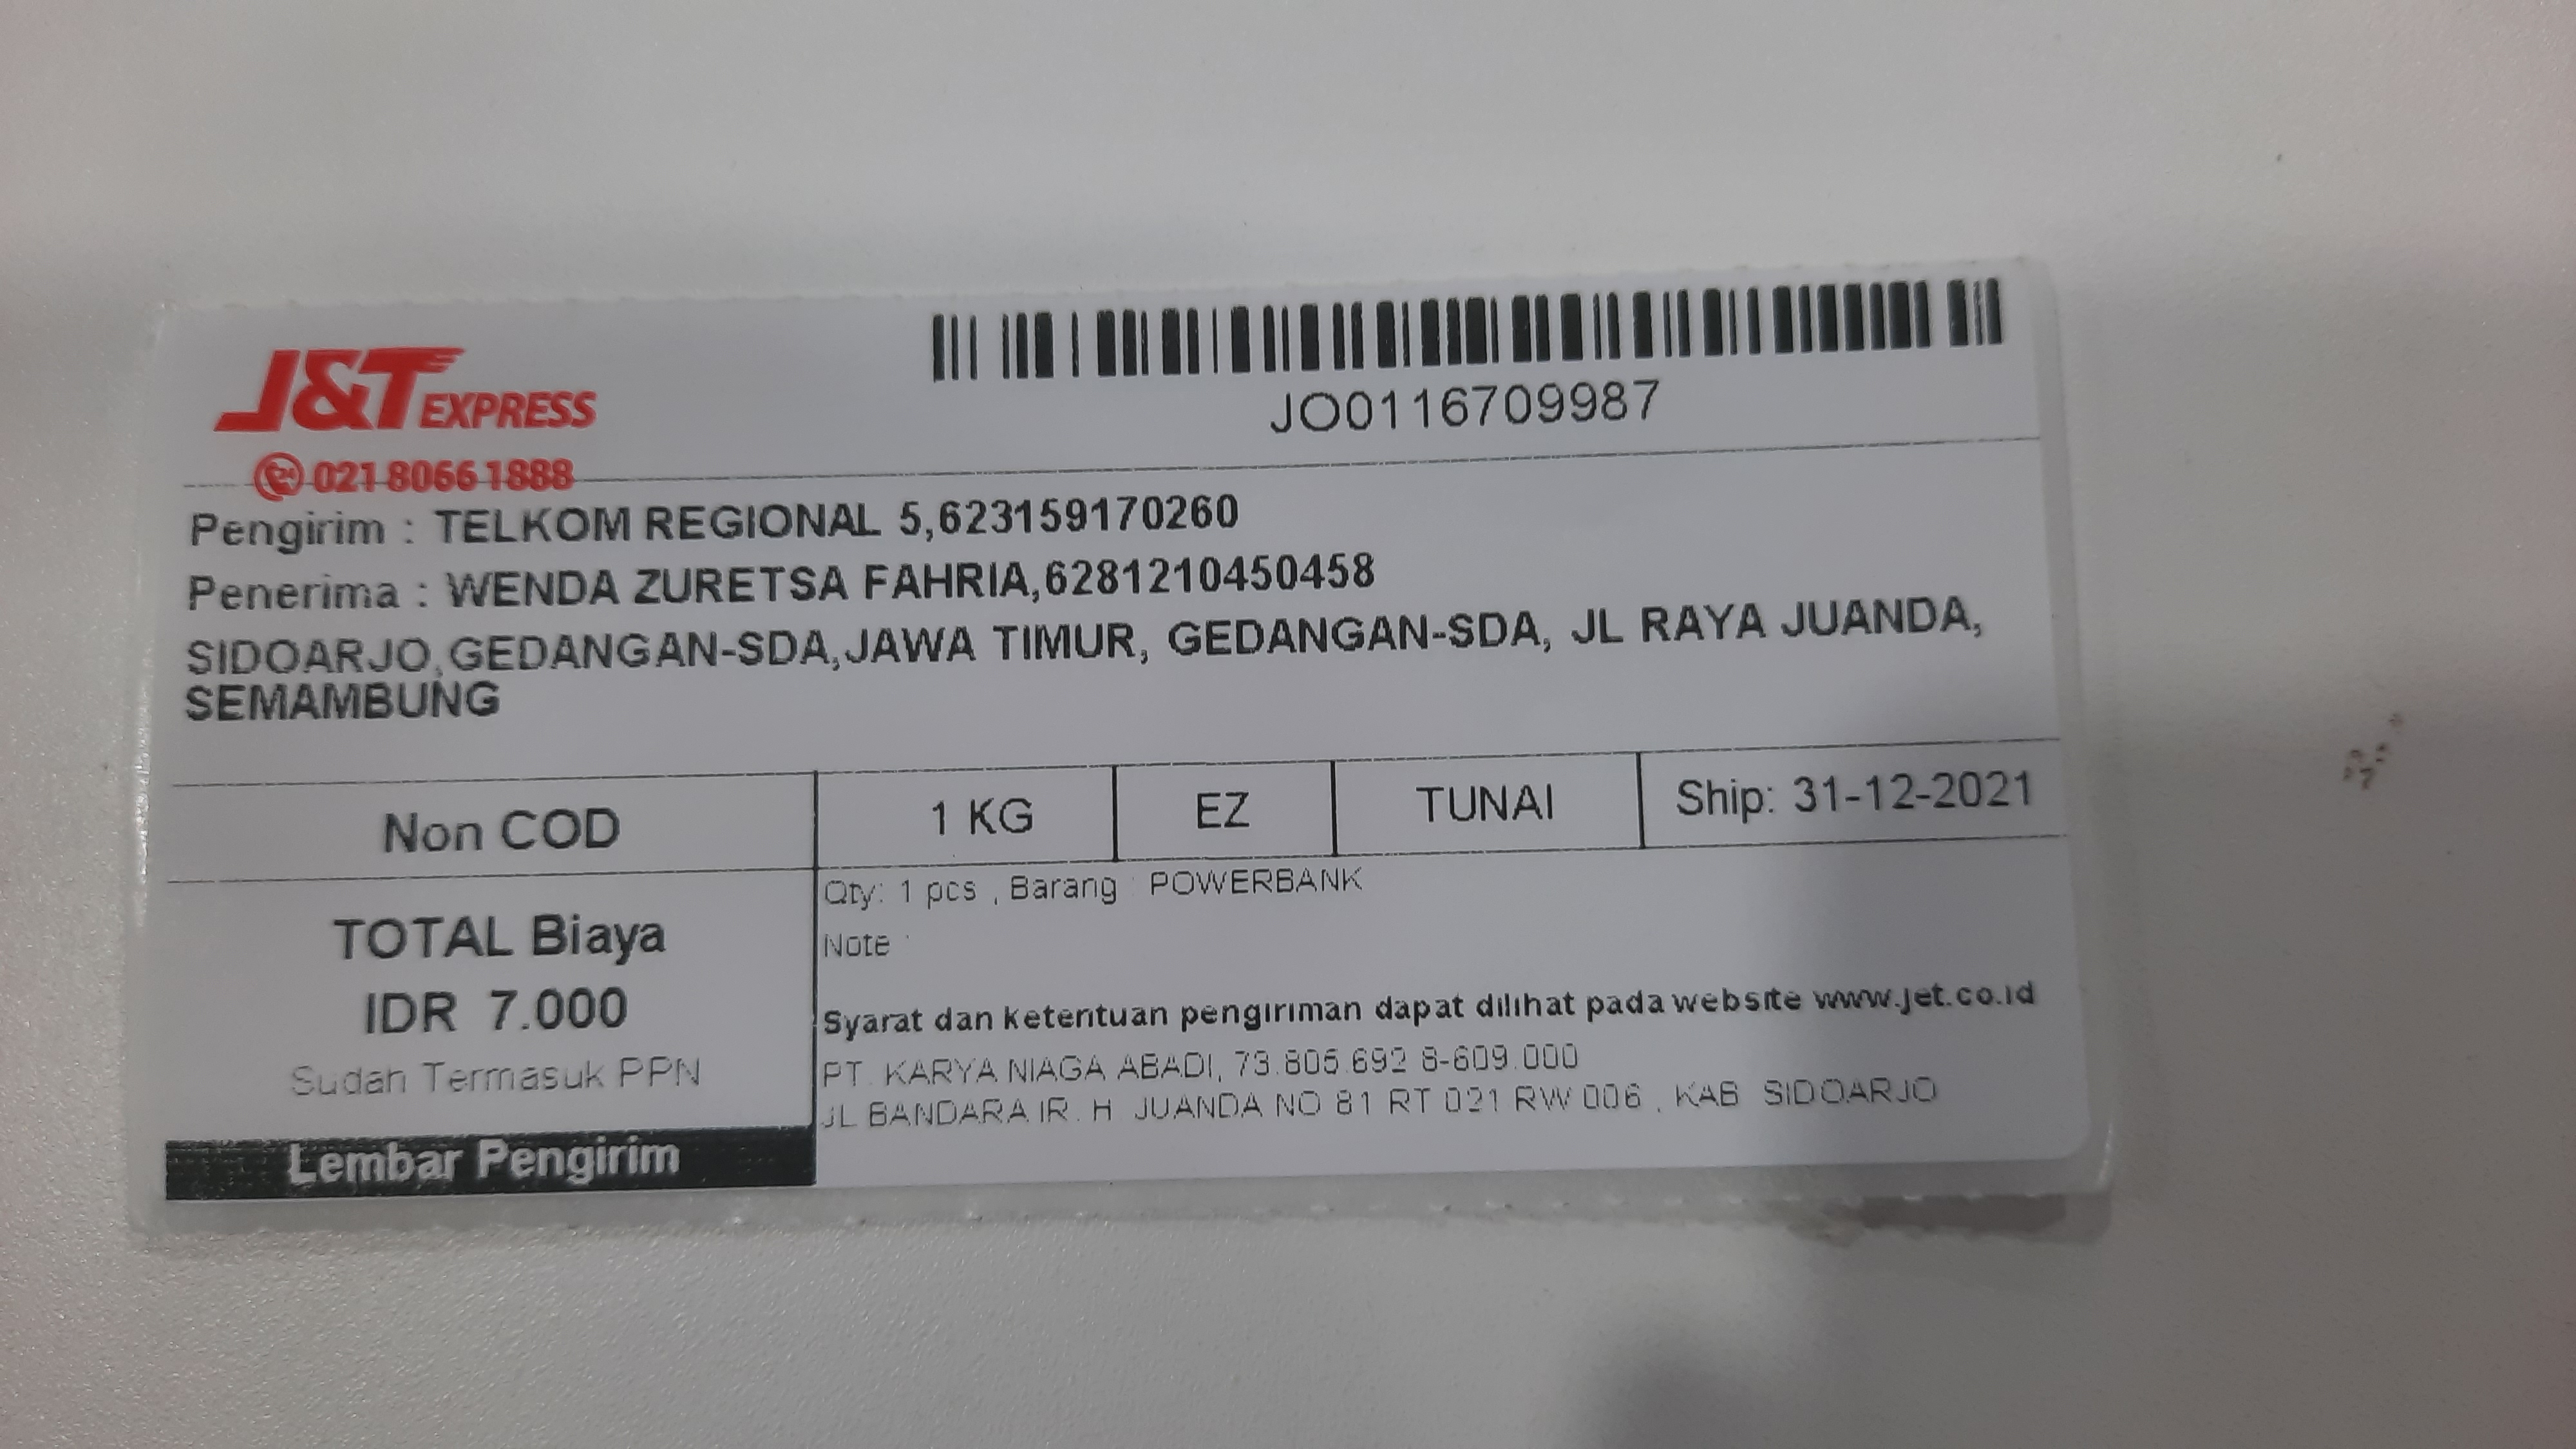 J&T EXPRESS
021-8066-1888
JO0116709987
Pengirim : TELKOM REGIONAL 5,623159170260
Penerima : WENDA ZURETSA FAHRIA,6281210450458
SIDOARJO,GEDANGAN-SDA,JAWA TIMUR, GEDANGAN-SDA, JL RAYA JUANDA,
SEMAMBUNG
Non COD
1 KG
EZ
TUNAI
Ship: 31-12-2021
TOTAL Biaya
IDR 7.000
Sudah Termasuk PPN
Lembar Pengirim
Qty: 1 pcs , Barang : POWERBANK
Note :
Syarat dan ketentuan pengiriman dapat dilihat pada website www.jet.co.id
PT. KARYA NIAGA ABADI, 73.805.692.8-609.000
JL BANDARA IR. H JUANDA NO 81 RT 021 RW 006 , KAB SIDOARJO